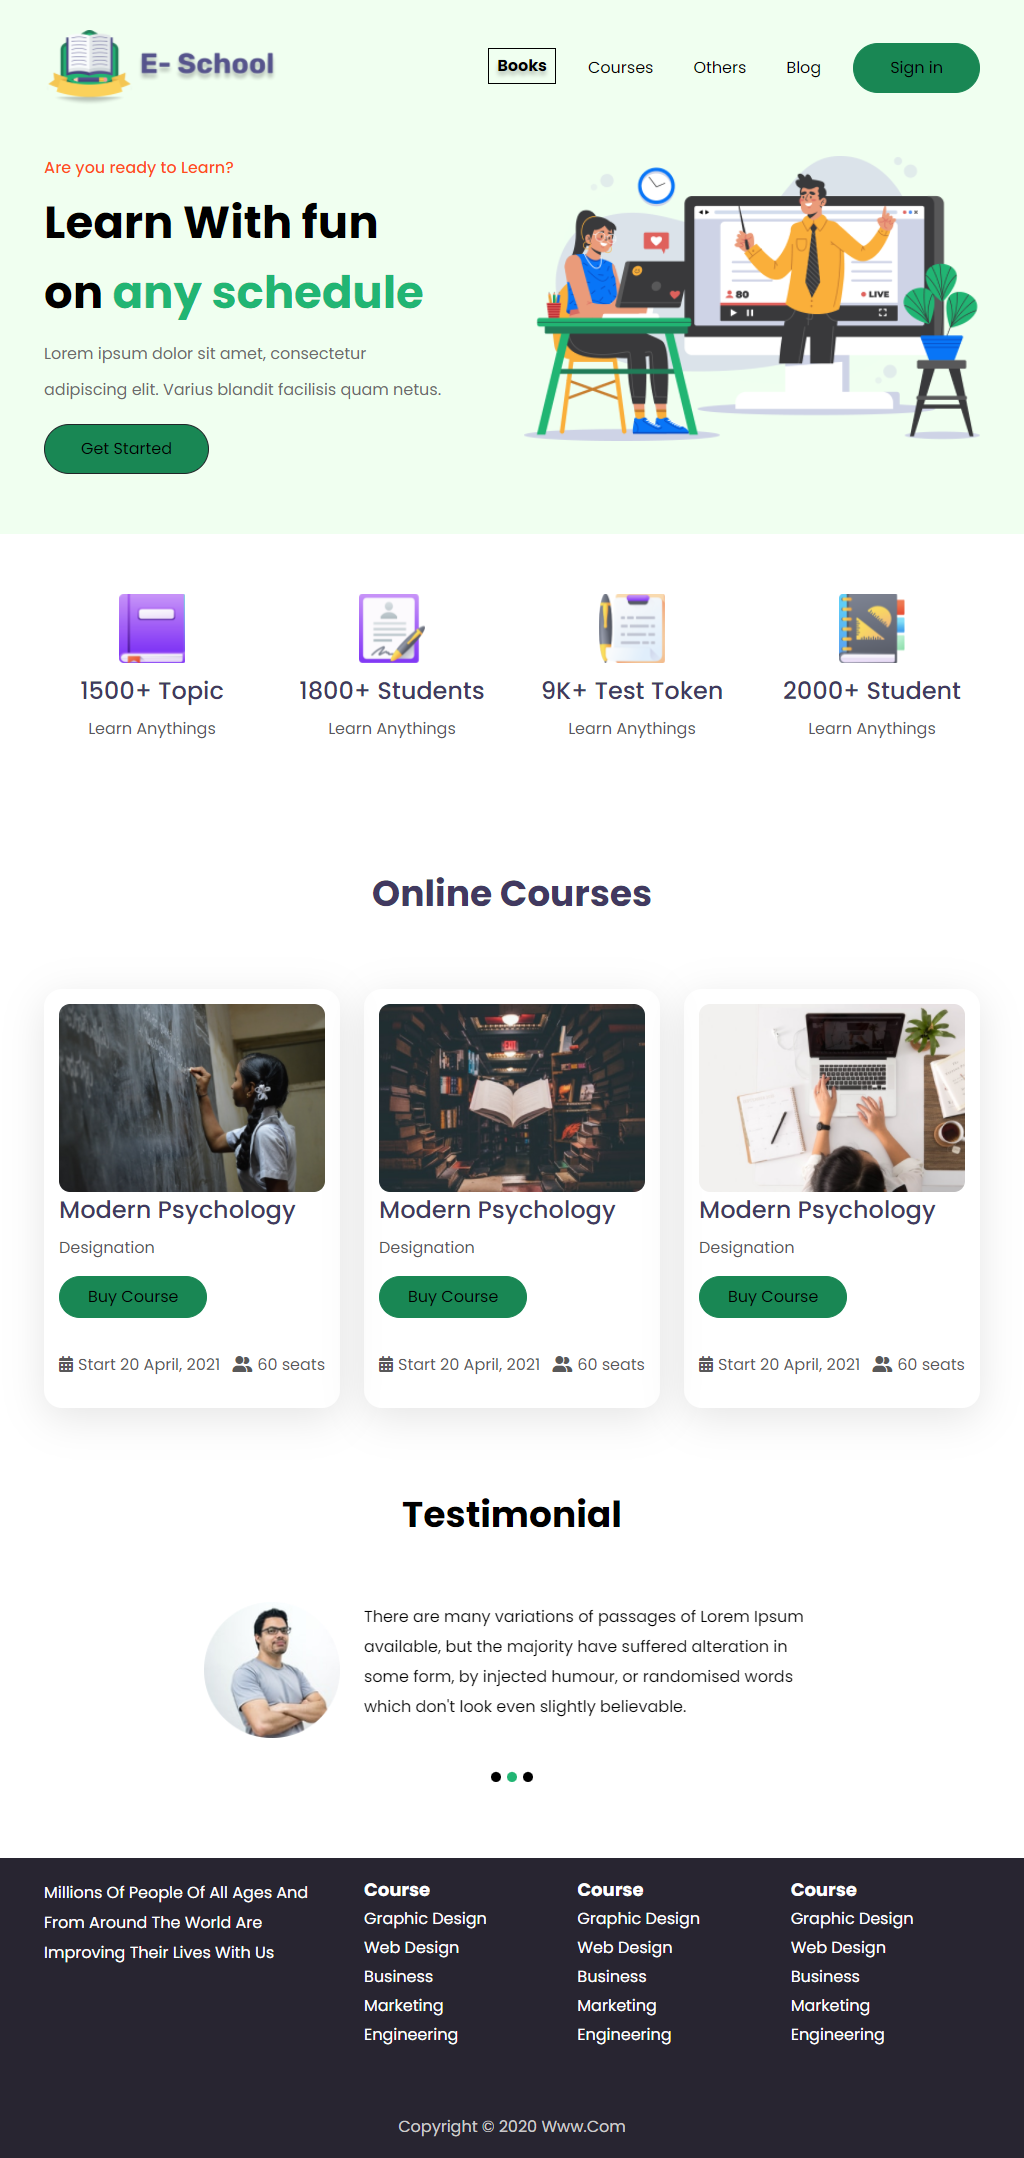 E- School
Books
Courses
Others
Blog
Sign in
Are you ready to Learn?
Learn With fun
on any schedule
Lorem ipsum dolor sit amet, consectetur
adipiscing elit. Varius blandit facilisis quam netus.
Get Started
80
LIVE
1500+ Topic
Learn Anythings
1800+ Students
Learn Anythings
9K+ Test Token
Learn Anythings
2000+ Student
Learn Anythings
Online Courses
Modern Psychology
Designation
Buy Course
Start 20 April, 2021
60 seats
Modern Psychology
Designation
Buy Course
Start 20 April, 2021
60 seats
Modern Psychology
Designation
Buy Course
Start 20 April, 2021
60 seats
Testimonial
There are many variations of passages of Lorem Ipsum
available, but the majority have suffered alteration in
some form, by injected humour, or randomised words
which don't look even slightly believable.
Millions Of People Of All Ages And
From Around The World Are
Improving Their Lives With Us
Course
Graphic Design
Web Design
Business
Marketing
Engineering
Course
Graphic Design
Web Design
Business
Marketing
Engineering
Course
Graphic Design
Web Design
Business
Marketing
Engineering
Copyright © 2020 Www.Com